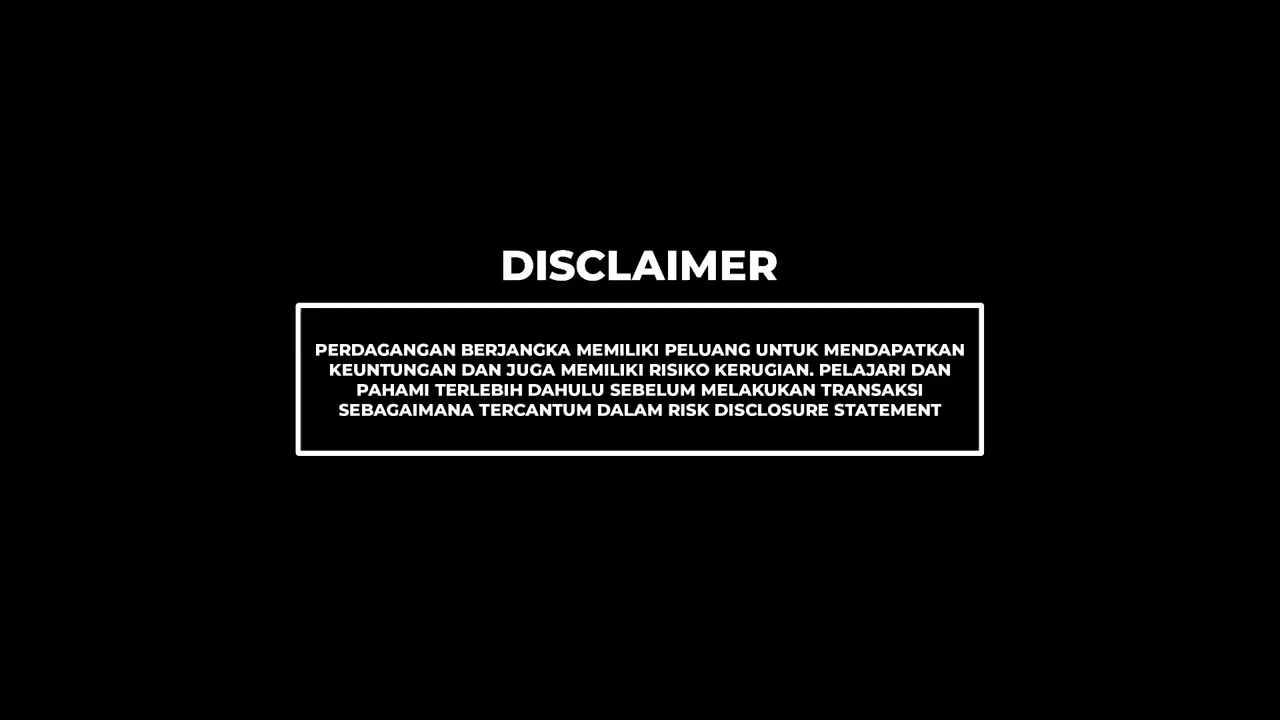 DISCLAIMER
PERDAGANGAN BERJANGKA MEMILIKI PELUANG UNTUK MENDAPATKAN
KEUNTUNGAN DAN JUGA MEMILIKI RISIKO KERUGIAN. PELAJARI DAN
PAHAMI TERLEBIH DAHULU SEBELUM MELAKUKAN TRANSAKSI
SEBAGAIMANA TERCANTUM DALAM RISK DISCLOSURE STATEMENT